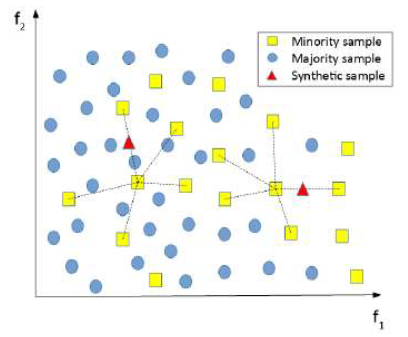 f2
Minority sample
Majority sample
Synthetic sample
f1